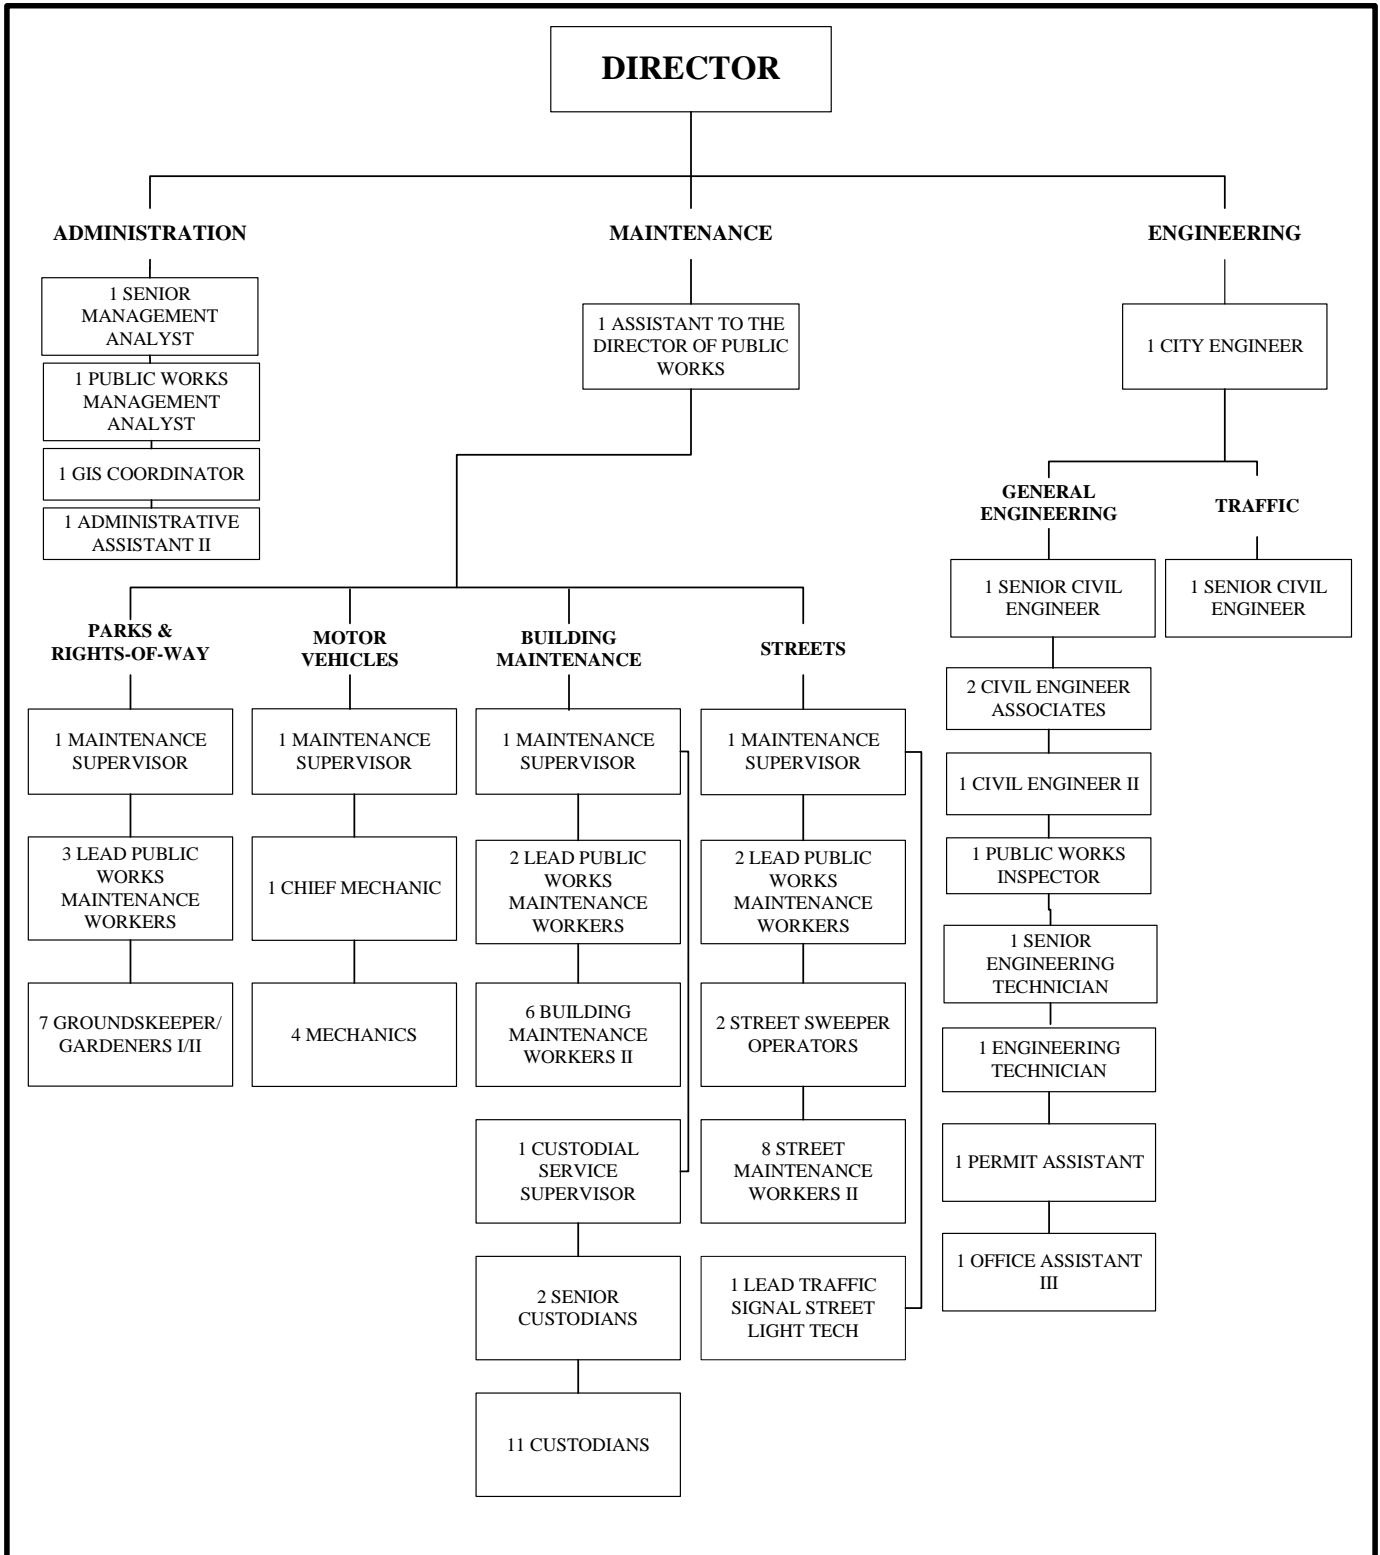 DIRECTOR
ADMINISTRATION
MAINTENANCE
ENGINEERING
1 SENIOR
MANAGEMENT
ANALYST
1 PUBLIC WORKS
MANAGEMENT
ANALYST
1 GIS COORDINATOR
1 ADMINISTRATIVE
ASSISTANT II
1 ASSISTANT TO THE
DIRECTOR OF PUBLIC
WORKS
1 CITY ENGINEER
GENERAL
ENGINEERING
TRAFFIC
1 SENIOR CIVIL
ENGINEER
1 SENIOR CIVIL
ENGINEER
2 CIVIL ENGINEER
ASSOCIATES
1 CIVIL ENGINEER II
1 PUBLIC WORKS
INSPECTOR
1 SENIOR
ENGINEERING
TECHNICIAN
1 ENGINEERING
TECHNICIAN
1 PERMIT ASSISTANT
1 OFFICE ASSISTANT
III
PARKS &
RIGHTS-OF-WAY
1 MAINTENANCE
SUPERVISOR
3 LEAD PUBLIC
WORKS
MAINTENANCE
WORKERS
7 GROUNDSKEEPER/
GARDENERS I/II
MOTOR
VEHICLES
1 MAINTENANCE
SUPERVISOR
1 CHIEF MECHANIC
4 MECHANICS
BUILDING
MAINTENANCE
1 MAINTENANCE
SUPERVISOR
2 LEAD PUBLIC
WORKS
MAINTENANCE
WORKERS
6 BUILDING
MAINTENANCE
WORKERS II
1 CUSTODIAL
SERVICE
SUPERVISOR
2 SENIOR
CUSTODIANS
11 CUSTODIANS
STREETS
1 MAINTENANCE
SUPERVISOR
2 LEAD PUBLIC
WORKS
MAINTENANCE
WORKERS
2 STREET SWEEPER
OPERATORS
8 STREET
MAINTENANCE
WORKERS II
1 LEAD TRAFFIC
SIGNAL STREET
LIGHT TECH